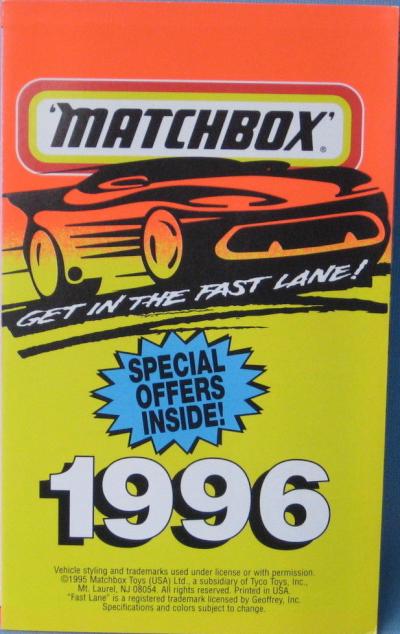 'MATCHBOX'®
GET IN THE FAST LANE!
SPECIAL
OFFERS
INSIDE!
1996
Vehicle styling and trademarks used under license or with permission.
©1995 Matchbox Toys (USA) Ltd., a subsidiary of Tyco Toys, Inc.,
Mt. Laurel, NJ 08054. All rights reserved. Printed in USA.
"Fast Lane" is a registered trademark licensed by Geoffrey, Inc.
Specifications and colors subject to change.